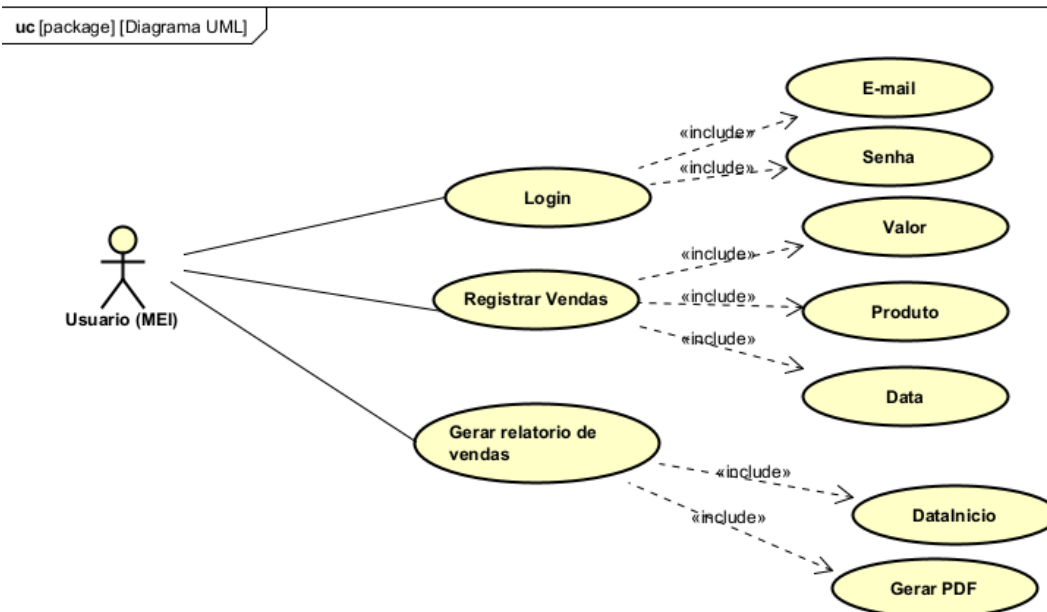 uc [package] [Diagrama UML]
E-mail
«include»
Senha
«include»
Login
Valor
«include»
Registrar Vendas
«include»
Produto
Usuario (MEI)
«include»
Data
Gerar relatorio de
vendas
«include»
DataInicio
«include»
Gerar PDF